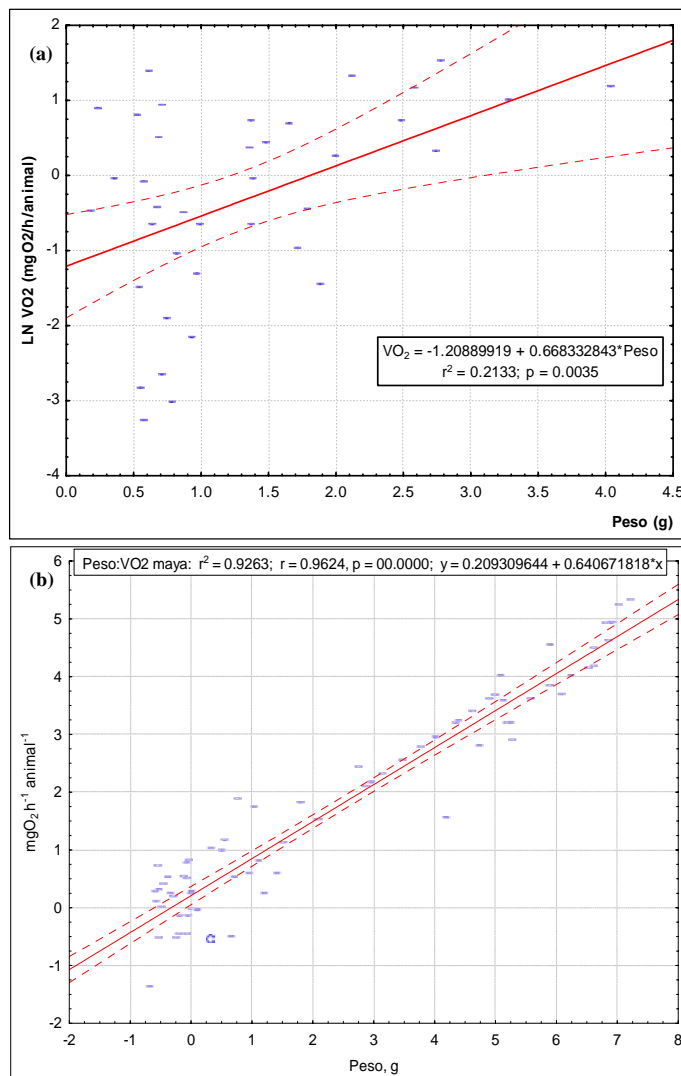 (a)
2
1
0
-1
-2
-3
-4
LN VO2 (mgO2/h/animal)
VO₂ = -1.20889919 + 0.668332843*Peso
r² = 0.2133; p = 0.0035
0.0 0.5 1.0 1.5 2.0 2.5 3.0 3.5 4.0 4.5
Peso (g)
(b)
Peso:VO2 maya: r² = 0.9263; r = 0.9624, p = 00.0000; y = 0.209309644 + 0.640671818*x
6
5
4
3
2
1
0
-1
-2
mgO₂ h⁻¹ animal⁻¹
-2 -1 0 1 2 3 4 5 6 7 8
Peso, g